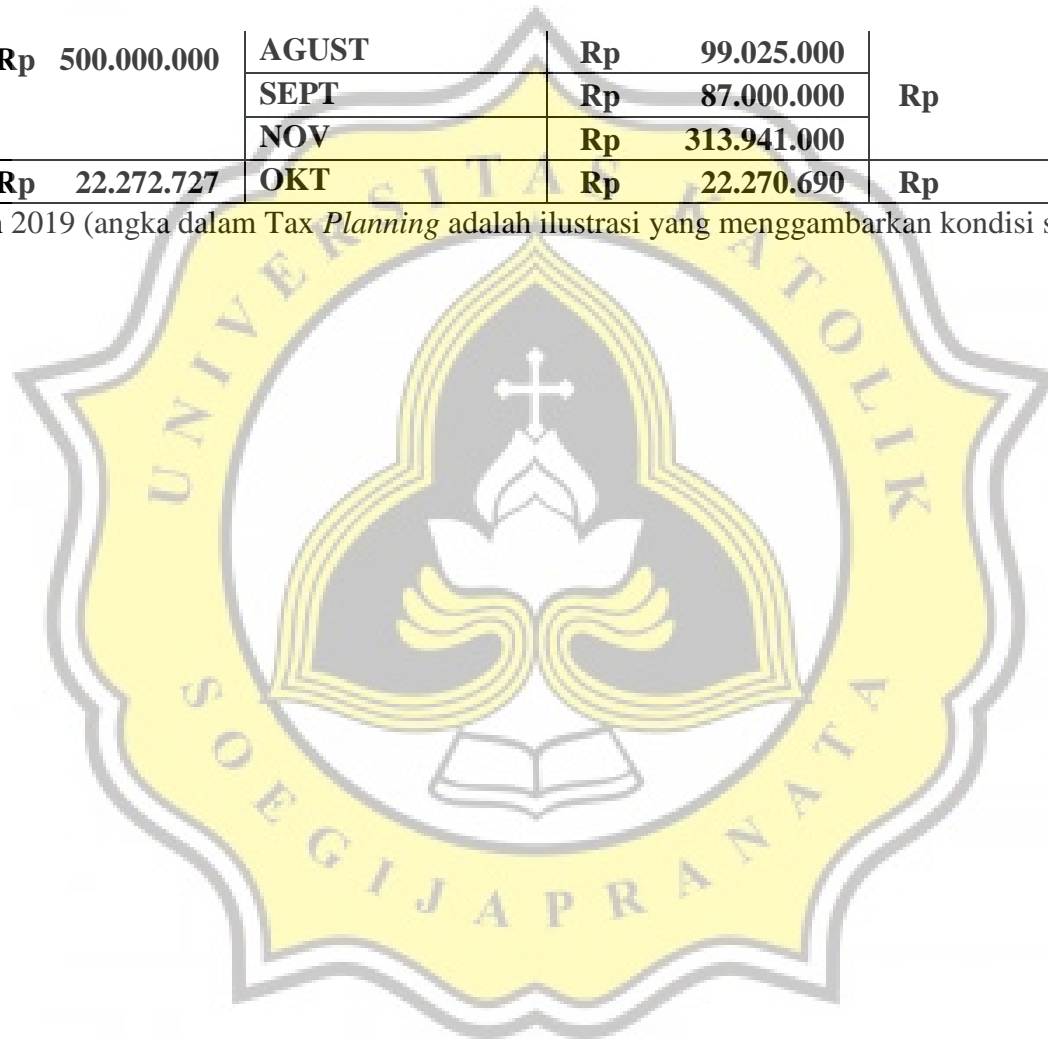 Rp 500.000.000 AGUST Rp 99.025.000
SEPT Rp 87.000.000 Rp
NOV Rp 313.941.000
Rp 22.272.727 OKT Rp 22.270.690 Rp
2019 (angka dalam Tax Planning adalah ilustrasi yang menggambarkan kondisi
UNIVERSITAS KATOLIK
SOEGIJAPRANATA